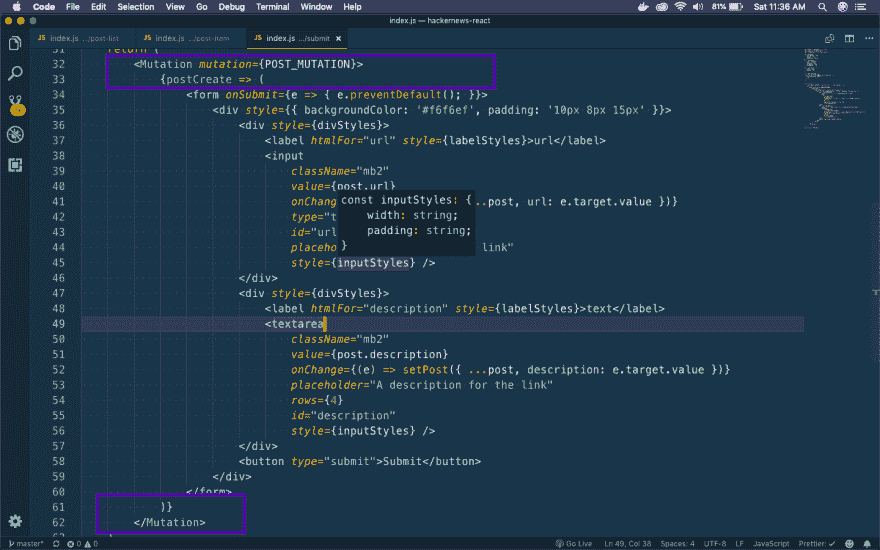 Code File Edit Selection View Go Debug Terminal Window Help 81% Sat 11:36 AM
index.js — hackernews-react
index.js .../post-list index.js .../post-item index.js .../submit ×
31 return (
32 <Mutation mutation={POST_MUTATION}>
33 {postCreate => (
34 <form onSubmit={e => { e.preventDefault(); }}>
35 <div style={{ backgroundColor: '#f6f6ef', padding: '10px 8px 15px' }}>
36 <div style={divStyles}>
37 <label htmlFor="url" style={labelStyles}>url</label>
38 <input
39 className="mb2"
40 value={post.url}
41 onChang ...post, url: e.target.value })}
const inputStyles: {
42 type="t
width: string;
43 id="url
padding: string;
44 placeho link"
}
45 style={inputStyles} />
46 </div>
47 <div style={divStyles}>
48 <label htmlFor="description" style={labelStyles}>text</label>
49 <textarea
50 className="mb2"
51 value={post.description}
52 onChange={(e) => setPost({ ...post, description: e.target.value })}
53 placeholder="A description for the link"
54 rows={4}
55 id="description"
56 style={inputStyles} />
57 </div>
58 <button type="submit">Submit</button>
59 </div>
60 </form>
61 )}
62 </Mutation>
master* 0 0 Go Live Ln 49, Col 38 Spaces: 4 UTF-8 LF JavaScript Prettier: ✓